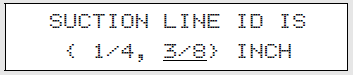 SUCTION LINE ID IS
( 1/4, 3/8) INCH